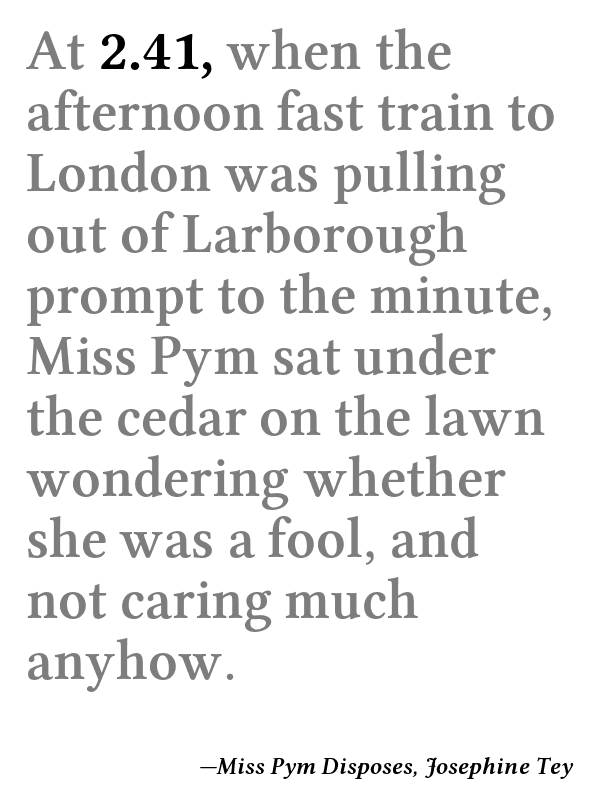 At 2.41, when the
afternoon fast train to
London was pulling
out of Larborough
prompt to the minute,
Miss Pym sat under
the cedar on the lawn
wondering whether
she was a fool, and
not caring much
anyhow.
—Miss Pym Disposes, Josephine Tey